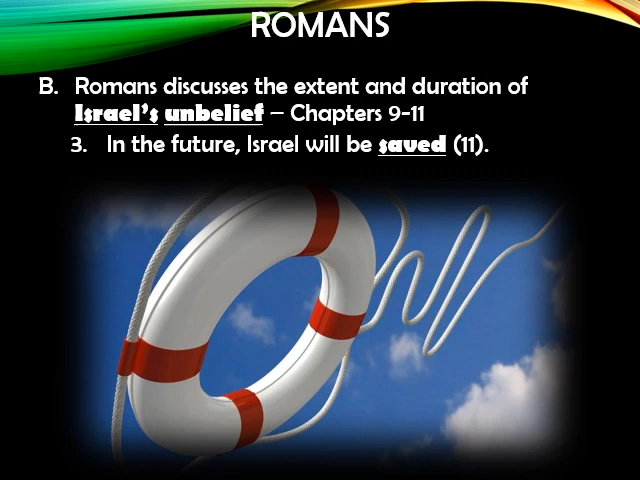 ROMANS
B. Romans discusses the extent and duration of
Israel's unbelief – Chapters 9-11
3. In the future, Israel will be saved (11).